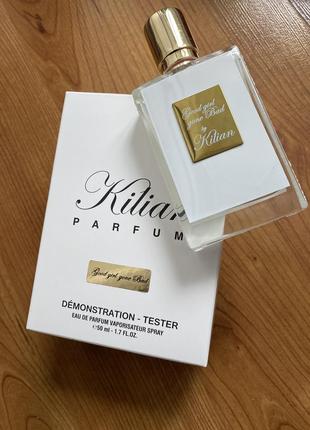 Good girl
gone Bad
by
Kilian
Kilian
PARFUM
Good girl gone Bad
DÉMONSTRATION - TESTER
EAU DE PARFUM VAPORISATEUR SPRAY
℮50 ml - 1.7 FL.OZ.